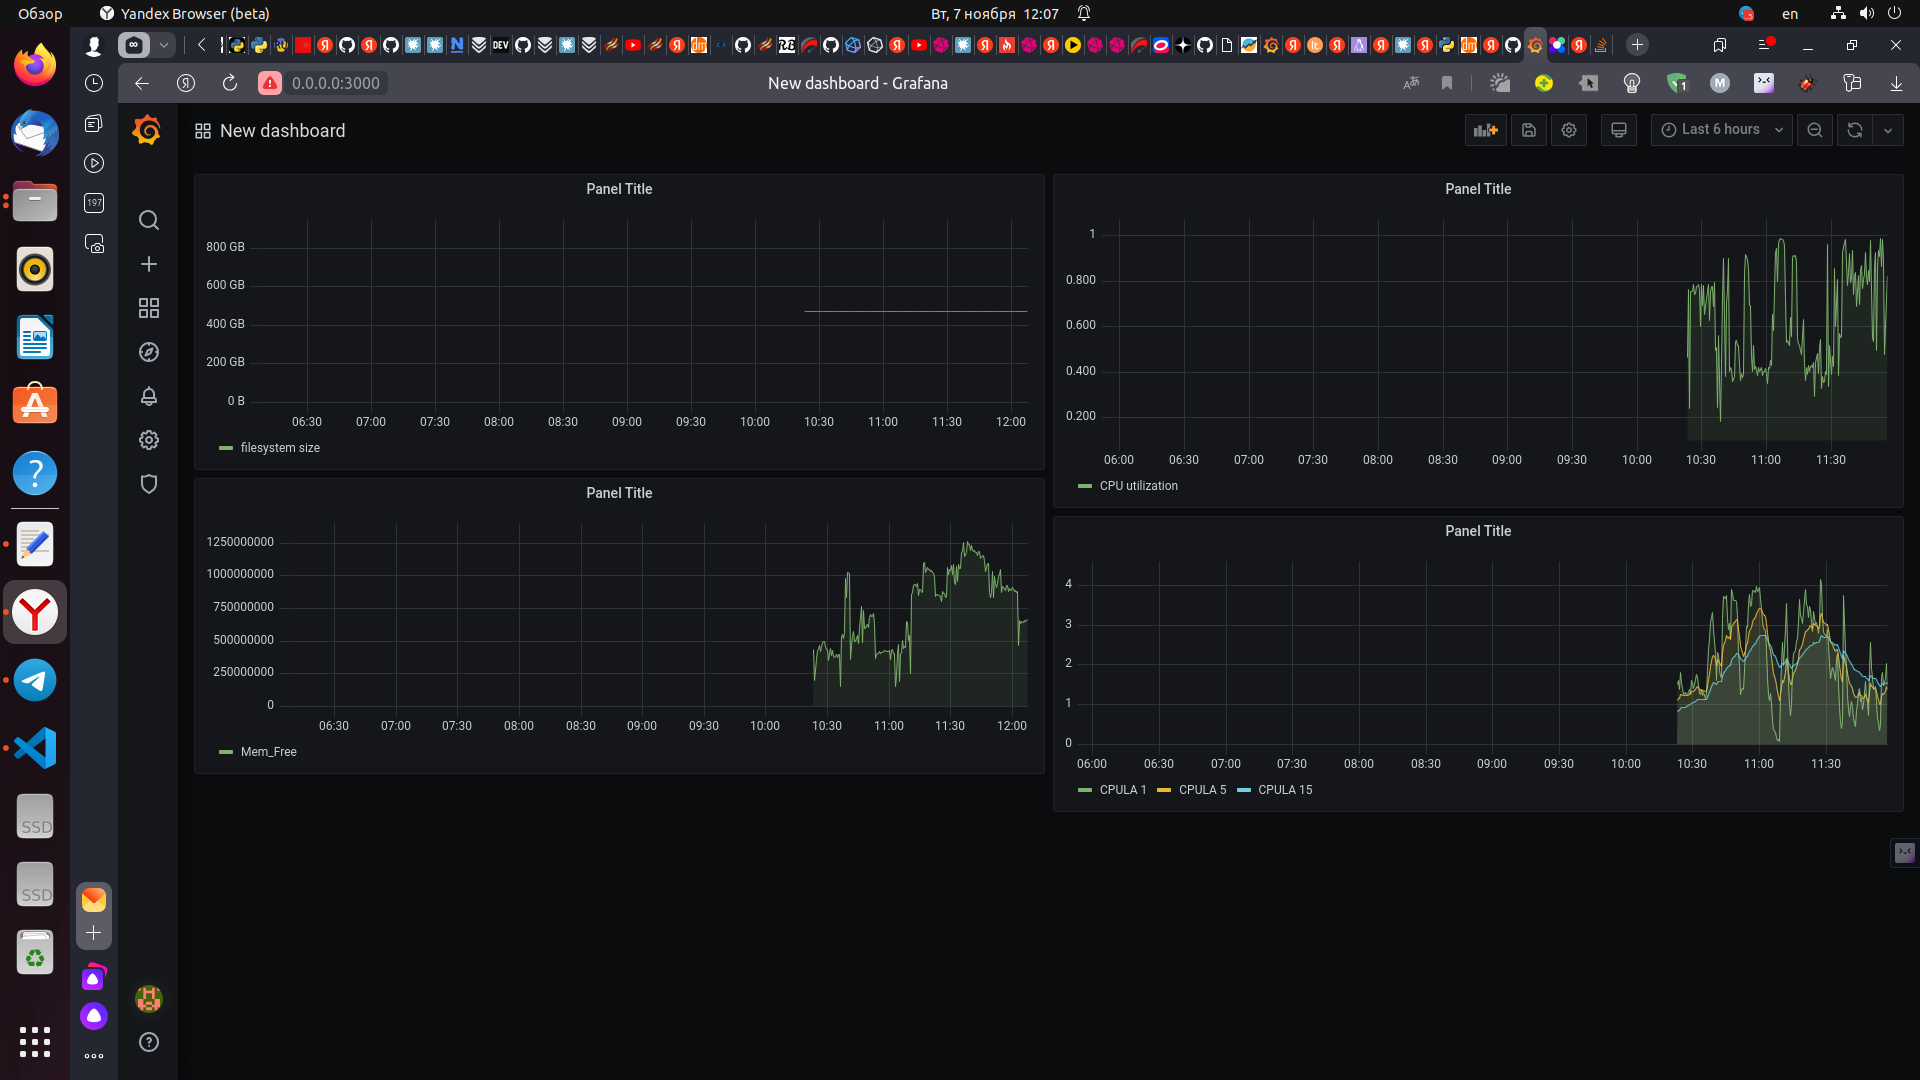 Обзор
Yandex Browser (beta)
Вт, 7 ноября 12:07
en
DEV
0.0.0.0:3000
New dashboard - Grafana
1
M
197
New dashboard
Last 6 hours
Panel Title
800 GB
600 GB
400 GB
200 GB
0 B
06:30 07:00 07:30 08:00 08:30 09:00 09:30 10:00 10:30 11:00 11:30 12:00
filesystem size
Panel Title
1
0.800
0.600
0.400
0.200
06:00 06:30 07:00 07:30 08:00 08:30 09:00 09:30 10:00 10:30 11:00 11:30
CPU utilization
Panel Title
1250000000
1000000000
750000000
500000000
250000000
0
06:30 07:00 07:30 08:00 08:30 09:00 09:30 10:00 10:30 11:00 11:30 12:00
Mem_Free
Panel Title
4
3
2
1
0
06:00 06:30 07:00 07:30 08:00 08:30 09:00 09:30 10:00 10:30 11:00 11:30
CPULA 1 CPULA 5 CPULA 15
SSD
SSD